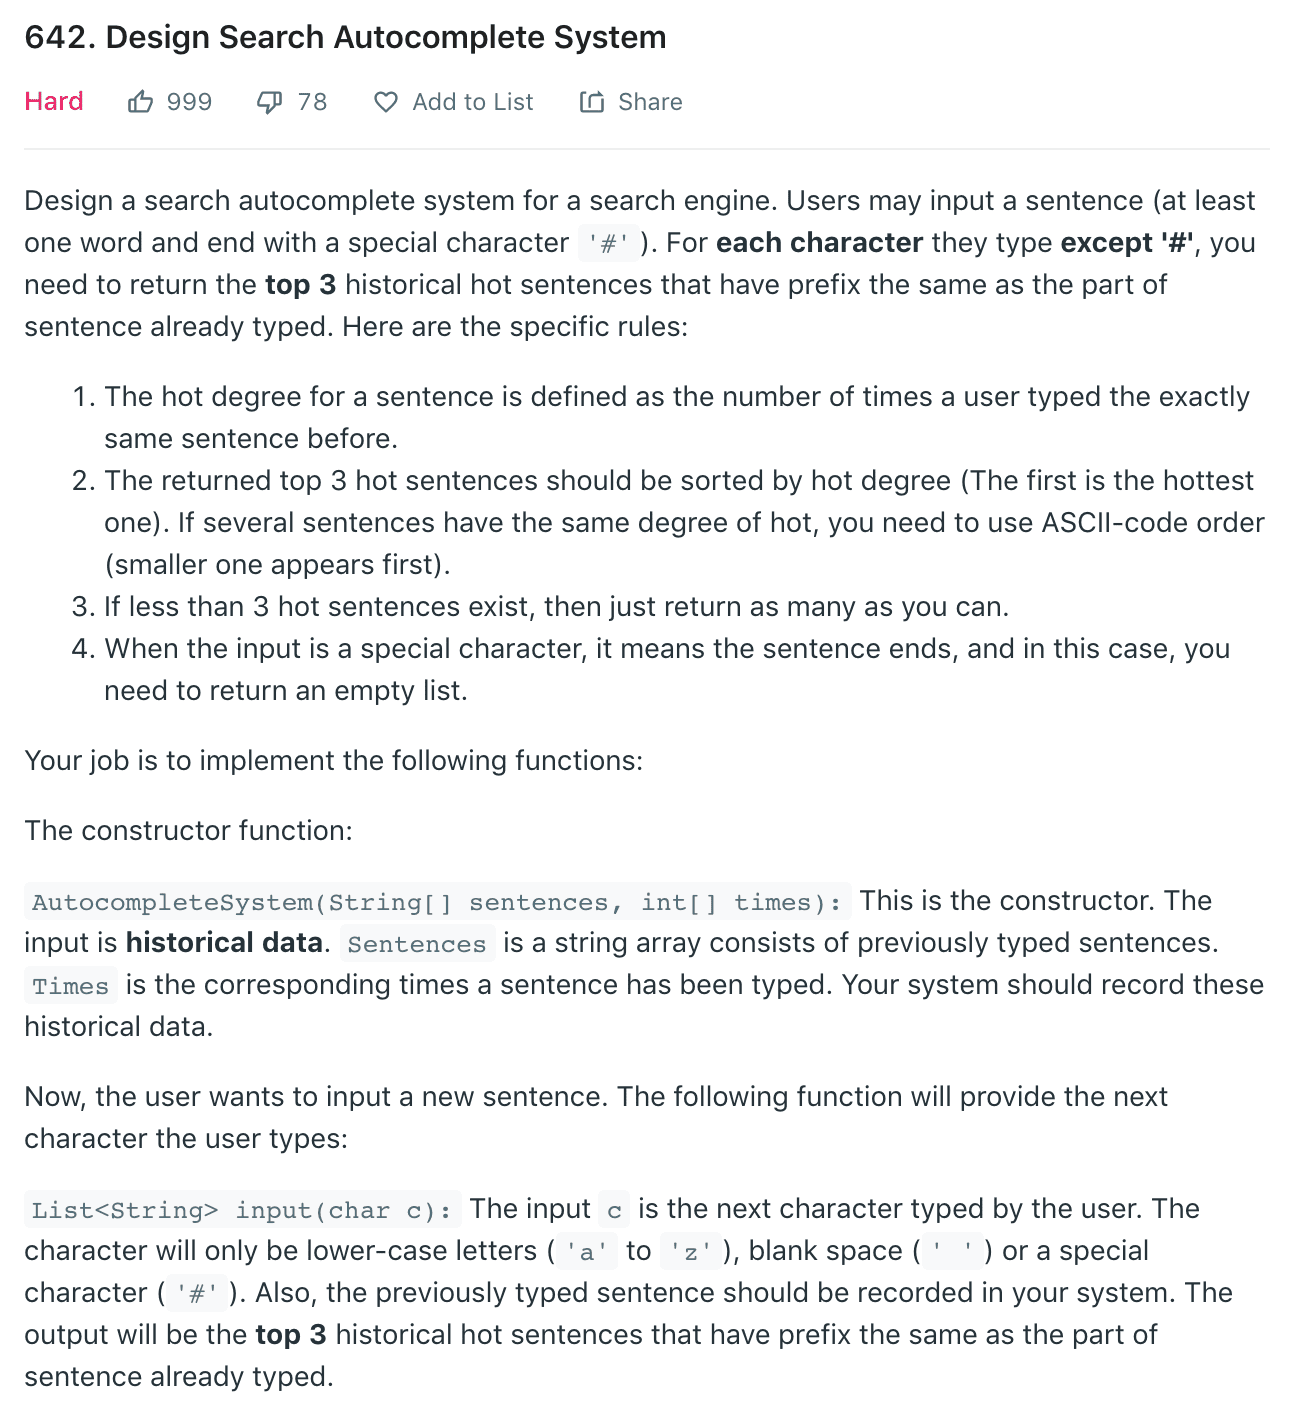 642. Design Search Autocomplete System
Hard 999 78 Add to List Share
Design a search autocomplete system for a search engine. Users may input a sentence (at least
one word and end with a special character '#' ). For each character they type except '#', you
need to return the top 3 historical hot sentences that have prefix the same as the part of
sentence already typed. Here are the specific rules:
1. The hot degree for a sentence is defined as the number of times a user typed the exactly
same sentence before.
2. The returned top 3 hot sentences should be sorted by hot degree (The first is the hottest
one). If several sentences have the same degree of hot, you need to use ASCII-code order
(smaller one appears first).
3. If less than 3 hot sentences exist, then just return as many as you can.
4. When the input is a special character, it means the sentence ends, and in this case, you
need to return an empty list.
Your job is to implement the following functions:
The constructor function:
AutocompleteSystem(String[] sentences, int[] times): This is the constructor. The
input is historical data. Sentences is a string array consists of previously typed sentences.
Times is the corresponding times a sentence has been typed. Your system should record these
historical data.
Now, the user wants to input a new sentence. The following function will provide the next
character the user types:
List<String> input(char c): The input c is the next character typed by the user. The
character will only be lower-case letters ( 'a' to 'z' ), blank space ( ' ' ) or a special
character ( '#' ). Also, the previously typed sentence should be recorded in your system. The
output will be the top 3 historical hot sentences that have prefix the same as the part of
sentence already typed.